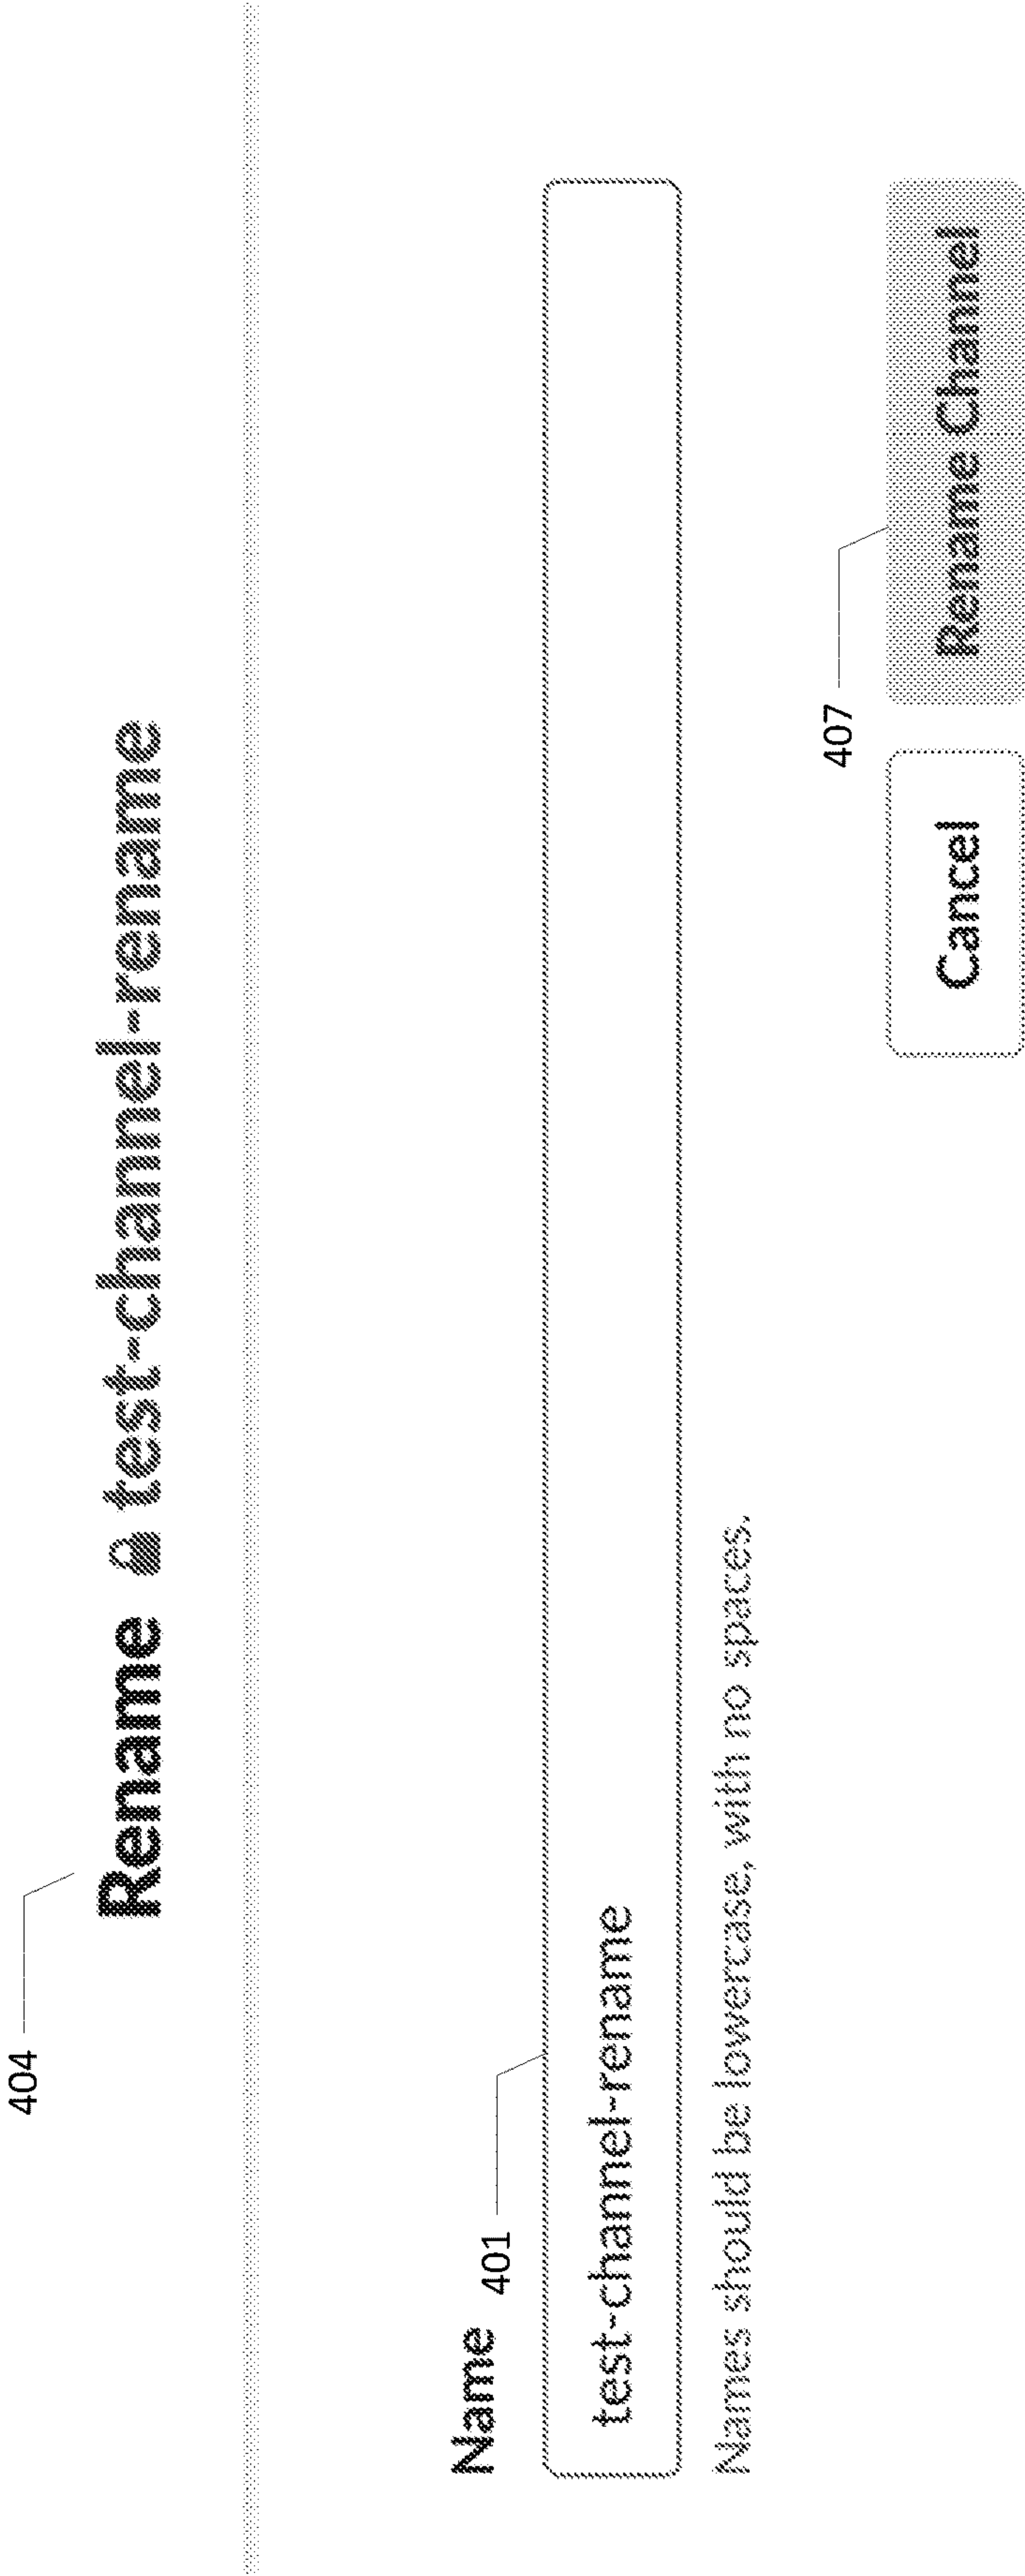 404
Rename test-channel-rename
Name
401
test-channel-rename
Names should be lowercase, with no spaces.
407
Cancel
Rename Channel